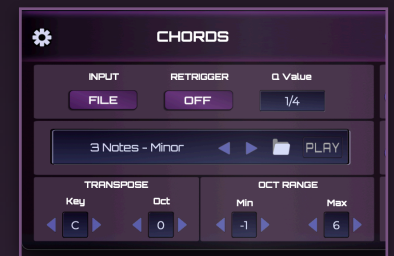 CHORDS
INPUT RETRIGGER Q Value
FILE OFF 1/4
3 Notes - Minor PLAY
TRANSPOSE OCT RANGE
Key Oct Min Max
C 0 -1 6